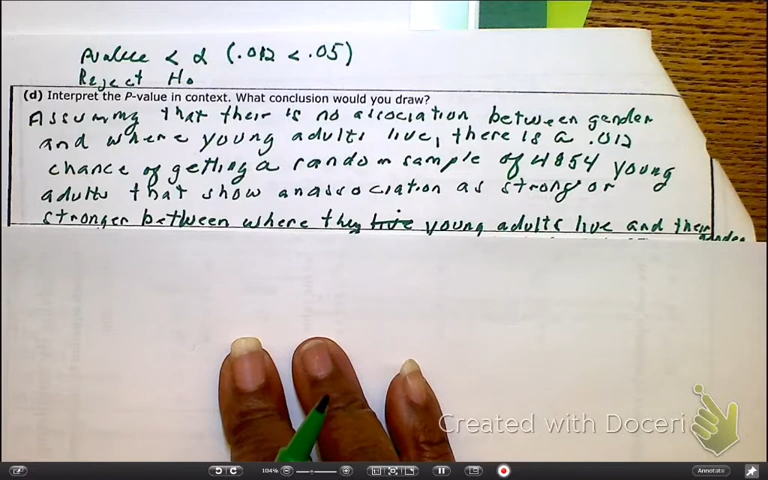 Pvalue < α (.012 < .05)
Reject Ho
(d) Interpret the P-value in context. What conclusion would you draw?
Assuming that their is no association between gender
and where young adults live, there is a .012
chance of getting a random sample of 4854 young
adults that show an association as strong or
stronger between where they live young adults live and their
gender
Created with Doceri
104%
Annotate